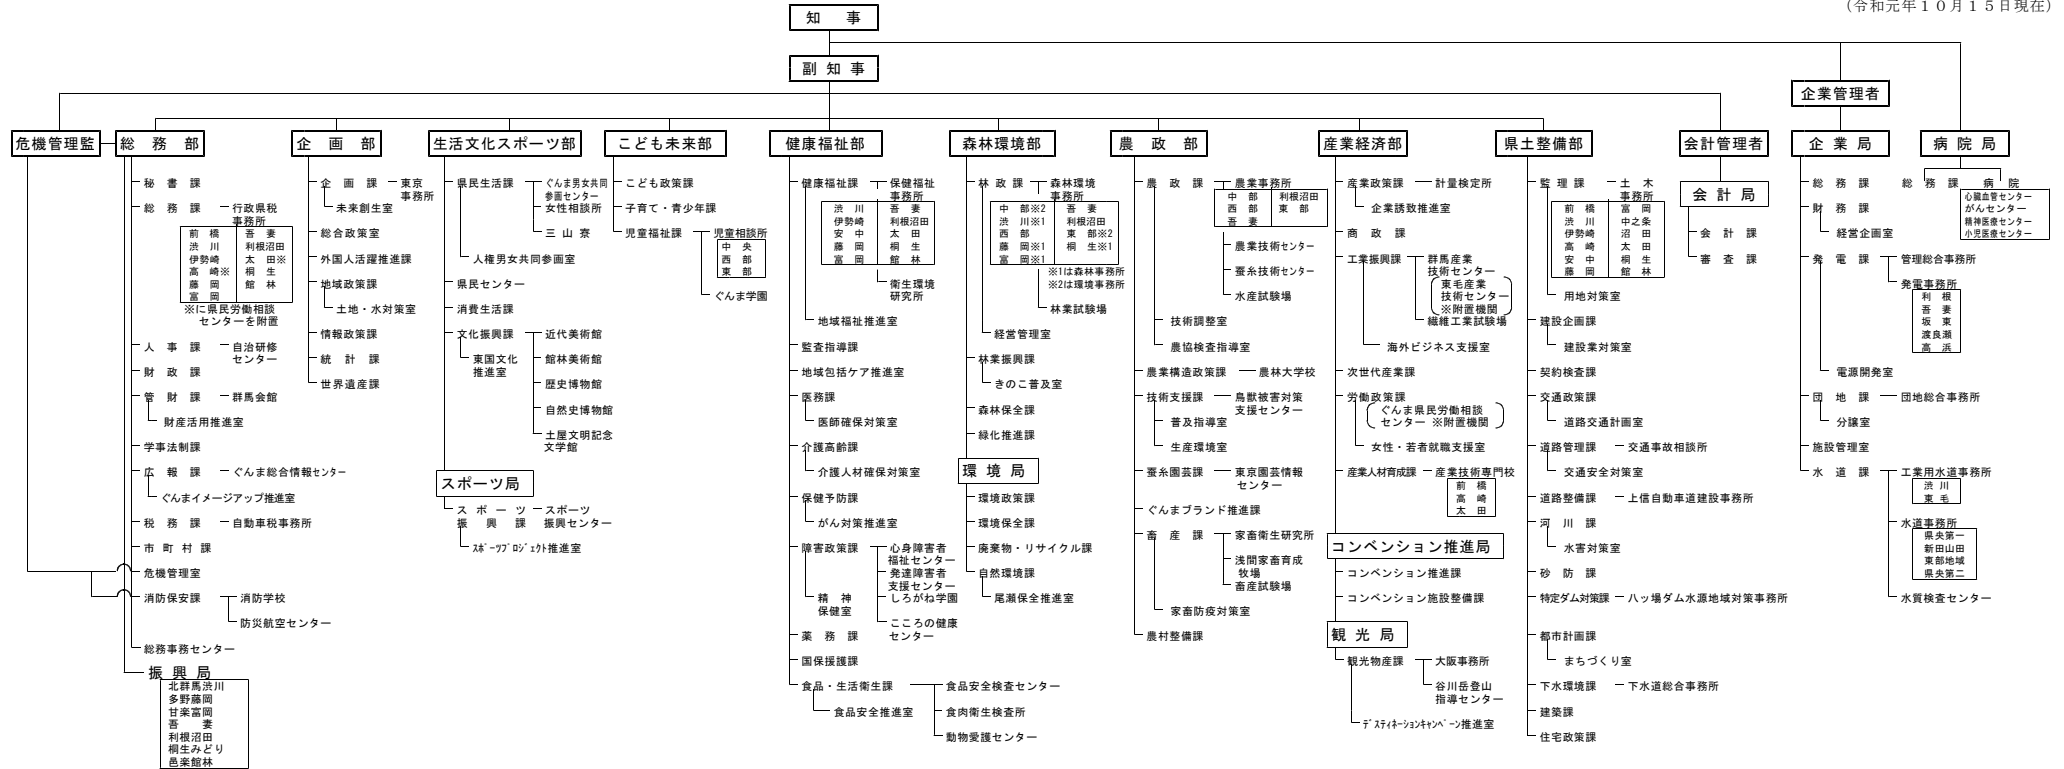 (令和元年１０月１５日現在)
知　事
副 知 事
企業管理者
危機管理監
総　務　部
企　画　部
生活文化スポーツ部
こども未来部
健康福祉部
森林環境部
農　政　部
産業経済部
県土整備部
会計管理者
企 業 局
病 院 局
秘　書　課
総　務　課
行政県税
事務所
前　橋
渋　川
伊勢崎
高　崎※
藤　岡
富　岡
吾　妻
利根沼田
太　田※
桐　生
館　林
※に県民労働相談
センターを附置
人　事　課
自治研修
センター
財　政　課
管　財　課
群馬会館
財産活用推進室
学事法制課
広　報　課
ぐんま総合情報センター
ぐんまイメージアップ推進室
税　務　課
自動車税事務所
市 町 村 課
危機管理室
消防保安課
消防学校
防災航空センター
総務事務センター
振 興 局
北群馬渋川
多野藤岡
甘楽富岡
吾　　妻
利根沼田
桐生みどり
邑楽館林
企　画　課
東京
事務所
未来創生室
総合政策室
外国人活躍推進課
地域政策課
土地・水対策室
情報政策課
統　計　課
世界遺産課
県民生活課
ぐんま男女共同
参画センター
女性相談所
三 山 寮
人権男女共同参画室
県民センター
消費生活課
文化振興課
近代美術館
東国文化
推進室
館林美術館
歴史博物館
自然史博物館
土屋文明記念
文学館
スポーツ局
ス ポ ー ツ
振　興　課
スポーツ
振興センター
スポーツプロジェクト推進室
こども政策課
子育て・青少年課
児童福祉課
児童相談所
中　央
西　部
東　部
ぐんま学園
健康福祉課
保健福祉
事務所
渋　川
伊勢崎
安　中
藤　岡
富　岡
吾　妻
利根沼田
太　田
桐　生
館　林
衛生環境
研究所
地域福祉推進室
監査指導課
地域包括ケア推進室
医務課
医師確保対策室
介護高齢課
介護人材確保対策室
保健予防課
がん対策推進室
障害政策課
心身障害者
福祉センター
発達障害者
支援センター
しろがね学園
精　神
保健室
こころの健康
センター
薬　務　課
国保援護課
食品・生活衛生課
食品安全検査センター
食品安全推進室
食肉衛生検査所
動物愛護センター
林 政 課
森林環境
事務所
中　部※2
渋　川※1
西　部
藤　岡※1
富　岡※1
吾　妻
利根沼田
東　部※2
桐　生※1
※1は森林事務所
※2は環境事務所
林業試験場
経営管理室
林業振興課
きのこ普及室
森林保全課
緑化推進課
環 境 局
環境政策課
環境保全課
廃棄物・リサイクル課
自然環境課
尾瀬保全推進室
農　政　課
農業事務所
中　部
西　部
吾　妻
利根沼田
東　部
農業技術センター
蚕糸技術センター
水産試験場
技術調整室
農協検査指導室
農業構造政策課
農林大学校
技術支援課
鳥獣被害対策
支援センター
普及指導室
生産環境室
蚕糸園芸課
東京園芸情報
センター
ぐんまブランド推進課
畜　産　課
家畜衛生研究所
浅間家畜育成
牧場
畜産試験場
家畜防疫対策室
農村整備課
産業政策課
計量検定所
企業誘致推進室
商　政　課
工業振興課
群馬産業
技術センター
東毛産業
技術センター
※附置機関
繊維工業試験場
海外ビジネス支援室
次世代産業課
労働政策課
ぐんま県民労働相談
センター ※附置機関
女性・若者就職支援室
産業人材育成課
産業技術専門校
前　橋
高　崎
太　田
コンベンション推進局
コンベンション推進課
コンベンション施設整備課
観 光 局
観光物産課
大阪事務所
谷川岳登山
指導センター
デスティネーションキャンペーン推進室
監 理 課
土　木
事務所
前　橋
渋　川
伊勢崎
高　崎
安　中
藤　岡
富　岡
中之条
沼　田
太　田
桐　生
館　林
用地対策室
建設企画課
建設業対策室
契約検査課
交通政策課
道路交通計画室
道路管理課
交通事故相談所
交通安全対策室
道路整備課
上信自動車道建設事務所
河　川　課
水害対策室
砂　防　課
特定ダム対策課
八ッ場ダム水源地域対策事務所
都市計画課
まちづくり室
下水環境課
下水道総合事務所
建築課
住宅政策課
会 計 局
会　計　課
審　査　課
総　務　課
財　務　課
経営企画室
発　電　課
管理総合事務所
発電事務所
利　根
吾　妻
坂　東
渡良瀬
高　浜
電源開発室
団　地　課
団地総合事務所
分譲室
施設管理室
水　道　課
工業用水道事務所
渋　川
東　毛
水道事務所
県央第一
新田山田
東部地域
県央第二
水質検査センター
総　務　課
病　院
心臓血管センター
がんセンター
精神医療センター
小児医療センター